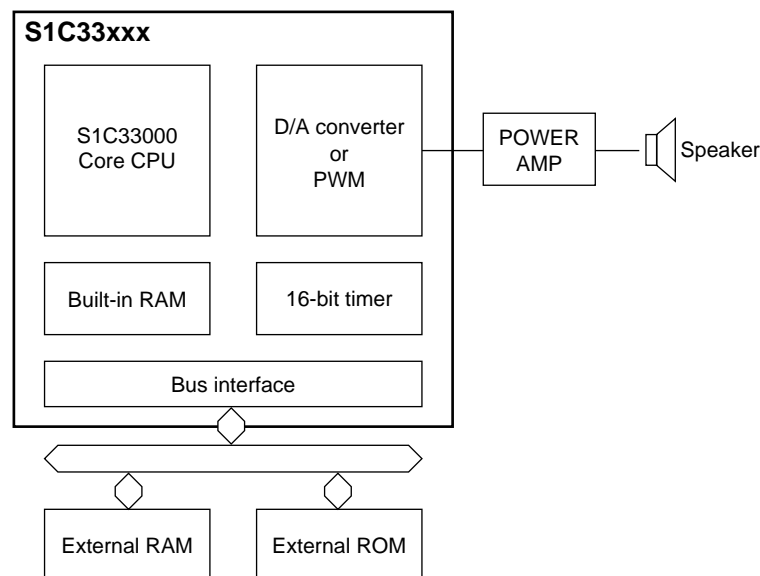 S1C33xxx
S1C33000
Core CPU
D/A converter
or
PWM
POWER
AMP
Speaker
Built-in RAM
16-bit timer
Bus interface
External RAM
External ROM